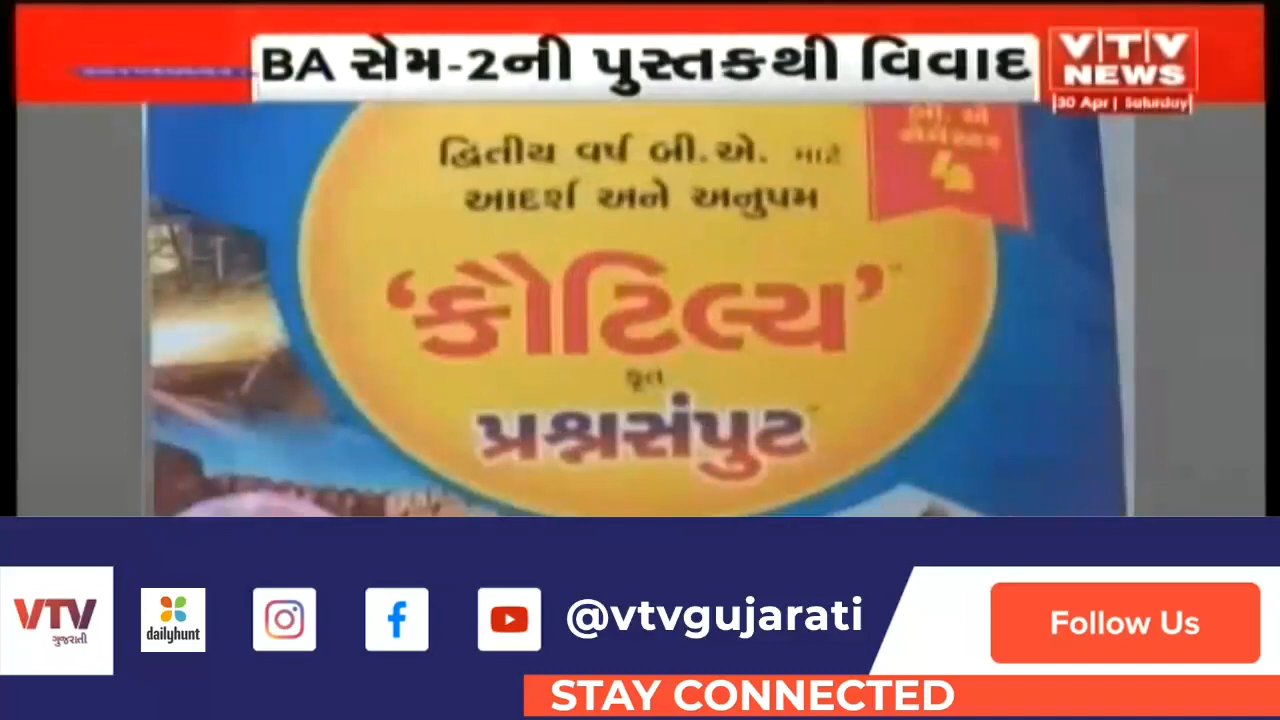 BA સેમ-2ની પુસ્તકથી વિવાદ
VTV
NEWS
30 Apr | Saturday
દ્વિતીય વર્ષ બી.એ. માટે
આદર્શ અને અનુપમ
બી. એ
સેમેસ્ટર
'કૌટિલ્ય'
કૃત
પ્રશ્નસંપુટ
VTV
ગુજરાતી
dailyhunt
@vtvgujarati
Follow Us
STAY CONNECTED